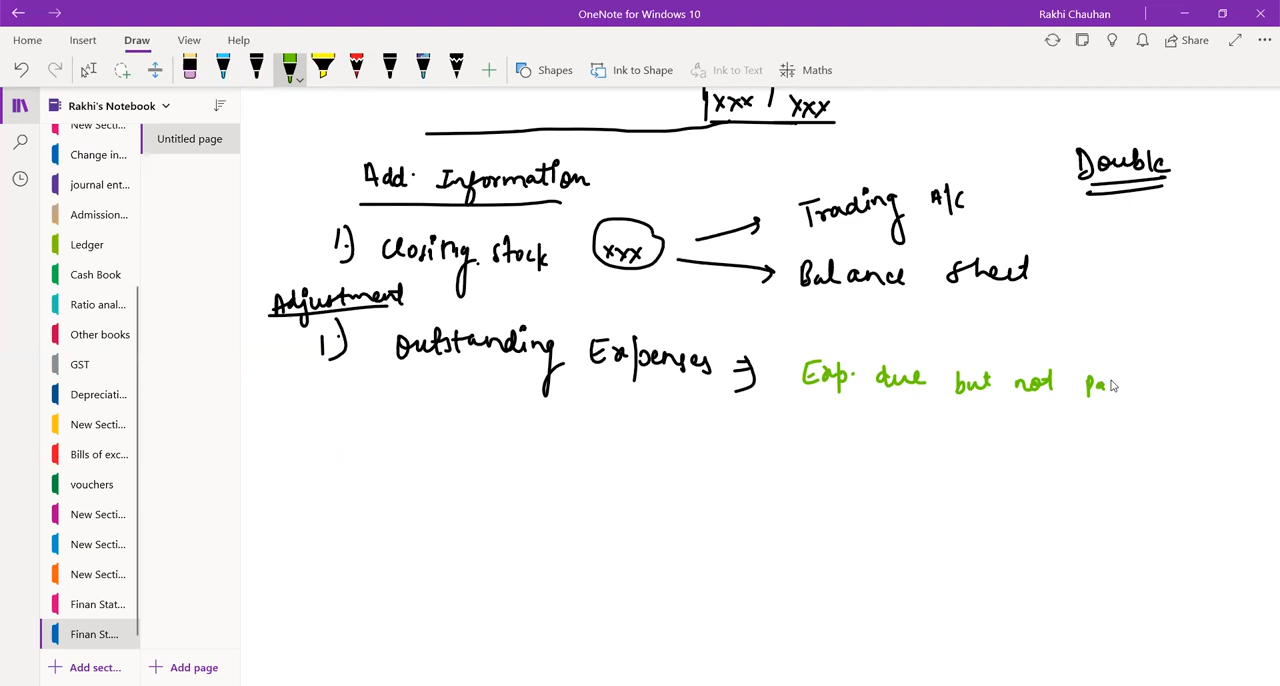 OneNote for Windows 10
Rakhi Chauhan
Home Insert Draw View Help
Share
Shapes Ink to Shape Ink to Text Maths
Rakhi's Notebook
New Secti...
Change in...
journal ent...
Admission...
Ledger
Cash Book
Ratio anal...
Other books
GST
Depreciati...
New Secti...
Bills of exc...
vouchers
New Secti...
New Secti...
New Secti...
Finan Stat...
Finan St....
Add sect...
Untitled page
Add page
xxx xxx
Double
Add. Information
1.) Closing stock xxx
Trading A/C
Balance Sheet
Adjustment
1.) Outstanding Expenses ⇒ Exp. due but not pa